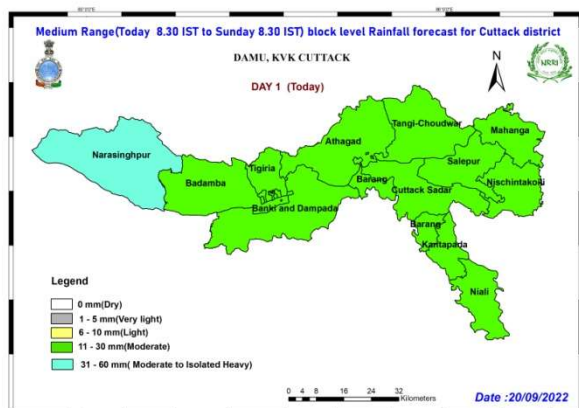 Medium Range(Today 8.30 IST to Sunday 8.30 IST) block level Rainfall forecast for Cuttack district
DAMU, KVK CUTTACK
NRRI
N
DAY 1 (Today)
Tangi-Choudwar
Mahanga
Athagad
Narasinghpur
Salepur
Tigiria
Badamba
Barang
Nischintakoili
Cuttack Sadar
Banki and Dampada
Barang
Kantapada
Niali
Legend
0 mm(Dry)
1 - 5 mm(Very light)
6 - 10 mm(Light)
11 - 30 mm(Moderate)
31 - 60 mm( Moderate to Isolated Heavy)
0 4 8 16 24 32
Kilometers
Date :20/09/2022